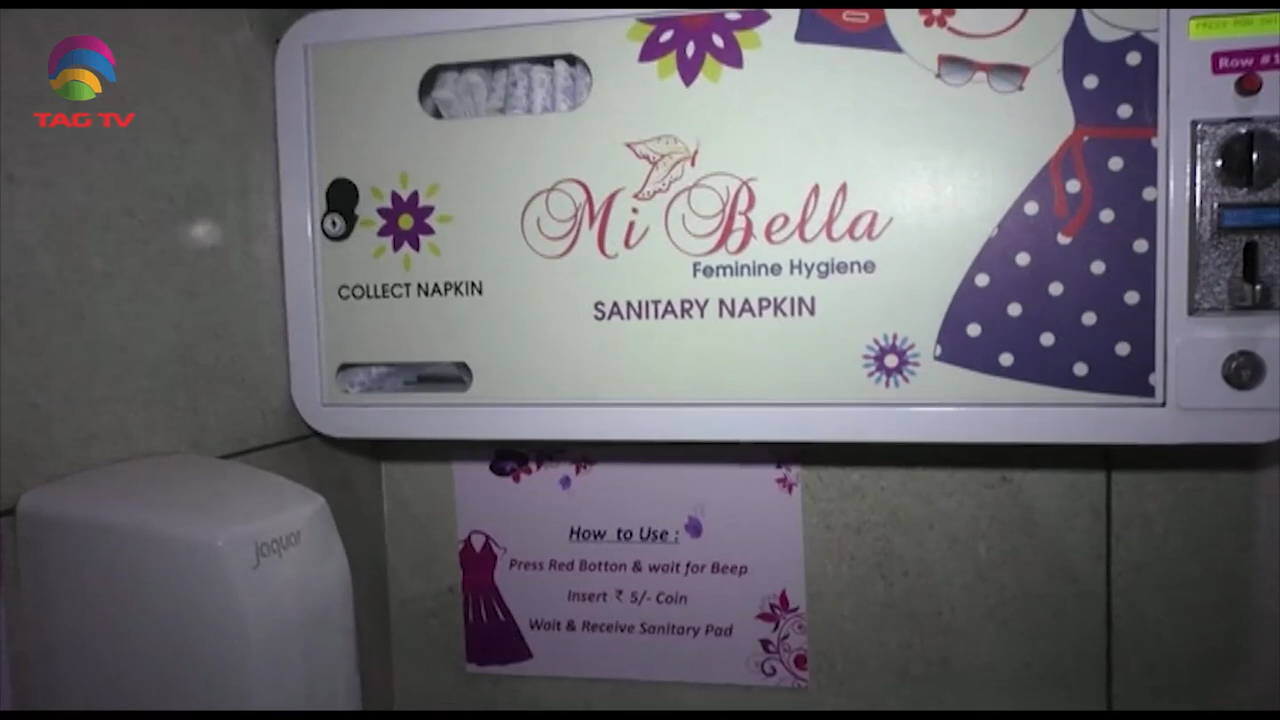 TAG TV
Row #1
Mi Bella
Feminine Hygiene
COLLECT NAPKIN
SANITARY NAPKIN
Jaquar
How to Use :
Press Red Botton & wait for Beep
Insert ₹ 5/- Coin
Wait & Receive Sanitary Pad